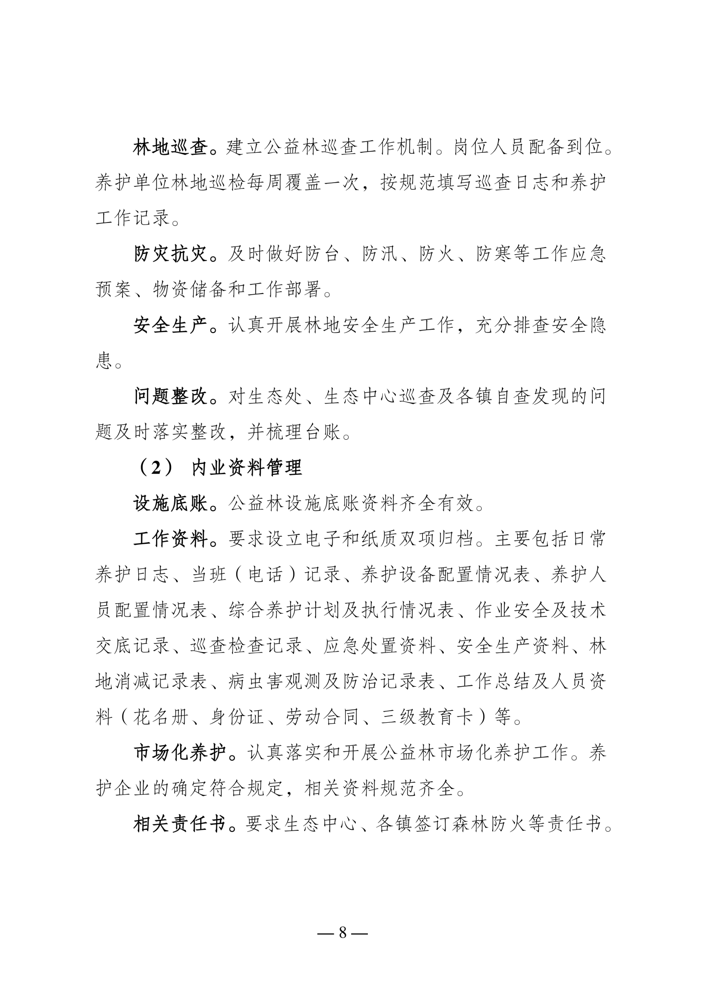 林地巡查。建立公益林巡查工作机制。岗位人员配备到位。
养护单位林地巡检每周覆盖一次，按规范填写巡查日志和养护
工作记录。
防灾抗灾。及时做好防台、防汛、防火、防寒等工作应急
预案、物资储备和工作部署。
安全生产。认真开展林地安全生产工作，充分排查安全隐
患。
问题整改。对生态处、生态中心巡查及各镇自查发现的问
题及时落实整改，并梳理台账。
（2） 内业资料管理
设施底账。公益林设施底账资料齐全有效。
工作资料。要求设立电子和纸质双项归档。主要包括日常
养护日志、当班（电话）记录、养护设备配置情况表、养护人
员配置情况表、综合养护计划及执行情况表、作业安全及技术
交底记录、巡查检查记录、应急处置资料、安全生产资料、林
地消减记录表、病虫害观测及防治记录表、工作总结及人员资
料（花名册、身份证、劳动合同、三级教育卡）等。
市场化养护。认真落实和开展公益林市场化养护工作。养
护企业的确定符合规定，相关资料规范齐全。
相关责任书。要求生态中心、各镇签订森林防火等责任书。
— 8 —